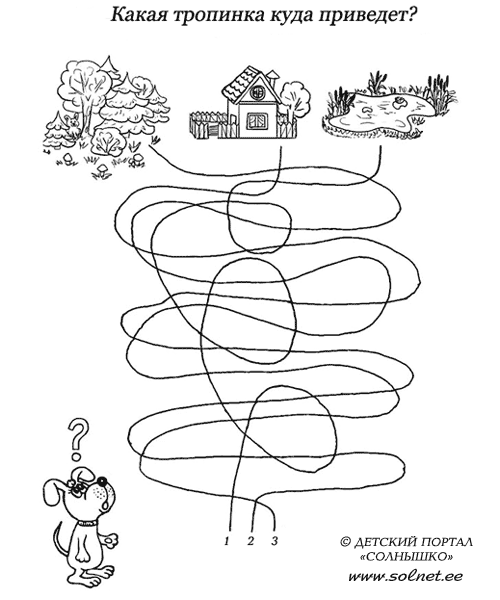 Какая тропинка куда приведет?
?
1 2 3
© ДЕТСКИЙ ПОРТАЛ
«СОЛНЫШКО»
www.solnet.ee